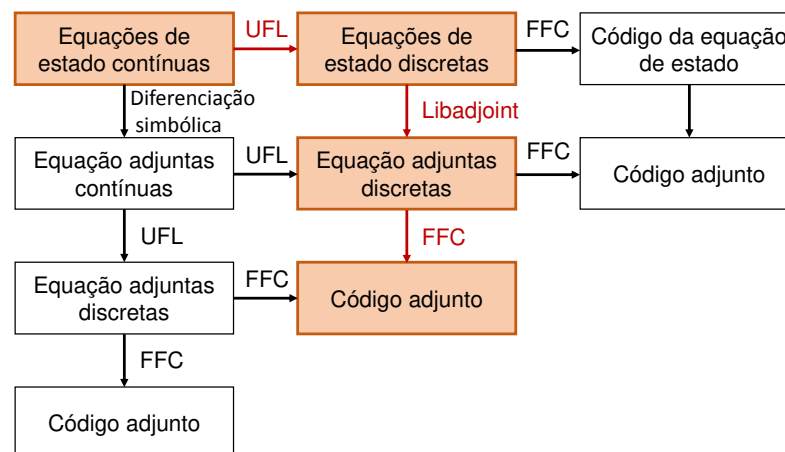 Equações de
estado contínuas
UFL
Equações de
estado discretas
FFC
Código da equação
de estado
Diferenciação
simbólica
Libadjoint
Equação adjuntas
contínuas
UFL
Equação adjuntas
discretas
FFC
Código adjunto
UFL
FFC
Equação adjuntas
discretas
FFC
Código adjunto
FFC
Código adjunto